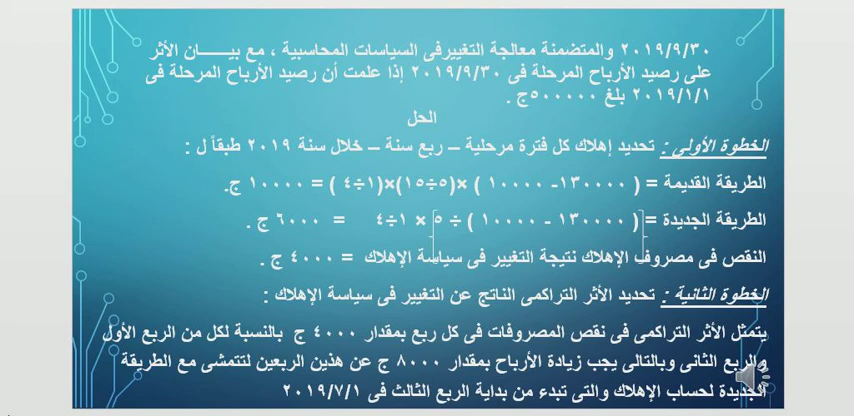 ٢٠١٩/٩/٣٠ والمتضمنة معالجة التغييرفى السياسات المحاسبية ، مع بيـــــان الأثر
على رصيد الأرباح المرحلة فى ٢٠١٩/٩/٣٠ إذا علمت أن رصيد الأرباح المرحلة فى
٢٠١٩/١/١ بلغ ٥٠٠٠٠٠ج .
الحل
الخطوة الأولى : تحديد إهلاك كل فترة مرحلية – ربع سنة – خلال سنة ٢٠١٩ طبقاً ل :
الطريقة القديمة = ( ١٣٠٠٠٠- ١٠٠٠٠ ) ×(٥÷١٥)×(١÷٤ ) = ١٠٠٠٠ ج.
الطريقة الجديدة = ( ١٣٠٠٠٠ - ١٠٠٠٠ ) ÷ ٥ × ١÷٤ = ٦٠٠٠ ج .
النقص فى مصروف الإهلاك نتيجة التغيير فى سياسة الإهلاك = ٤٠٠٠ ج .
الخطوة الثانية : تحديد الأثر التراكمى الناتج عن التغيير فى سياسة الإهلاك :
يتمثل الأثر التراكمى فى نقص المصروفات فى كل ربع بمقدار ٤٠٠٠ ج بالنسبة لكل من الربع الأول
والربع الثانى وبالتالى يجب زيادة الأرباح بمقدار ٨٠٠٠ ج عن هذين الربعين لتتمشى مع الطريقة
الجديدة لحساب الإهلاك والتى تبدء من بداية الربع الثالث فى ٢٠١٩/٧/١